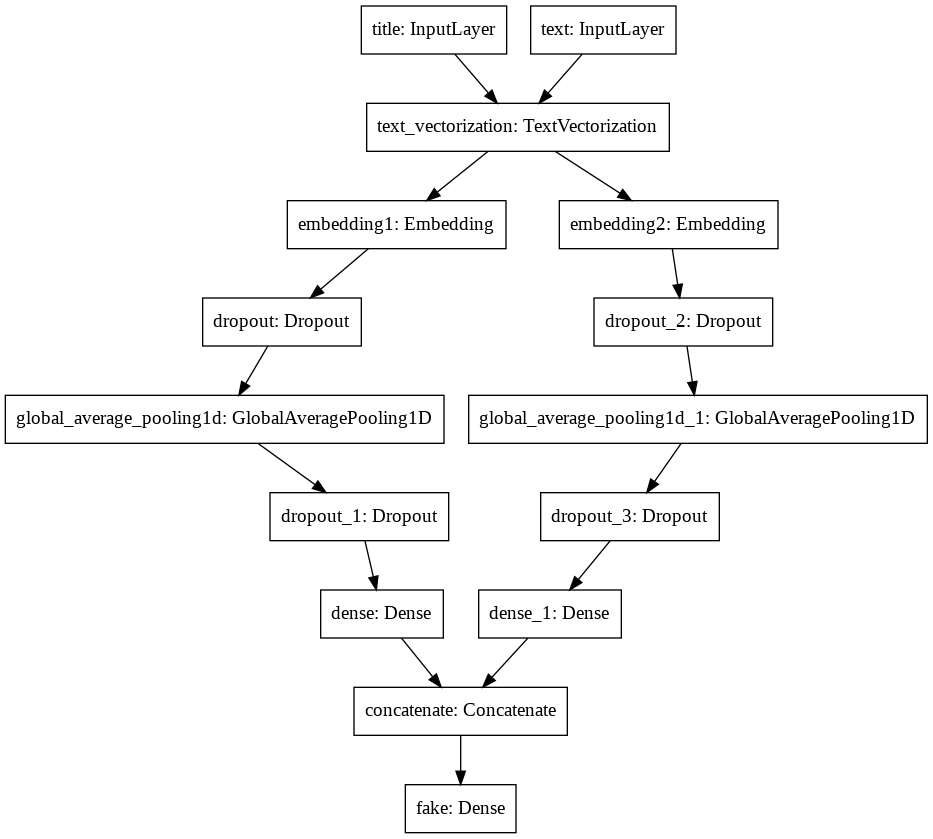 title: InputLayer
text: InputLayer
text_vectorization: TextVectorization
embedding1: Embedding
embedding2: Embedding
dropout: Dropout
dropout_2: Dropout
global_average_pooling1d: GlobalAveragePooling1D
global_average_pooling1d_1: GlobalAveragePooling1D
dropout_1: Dropout
dropout_3: Dropout
dense: Dense
dense_1: Dense
concatenate: Concatenate
fake: Dense